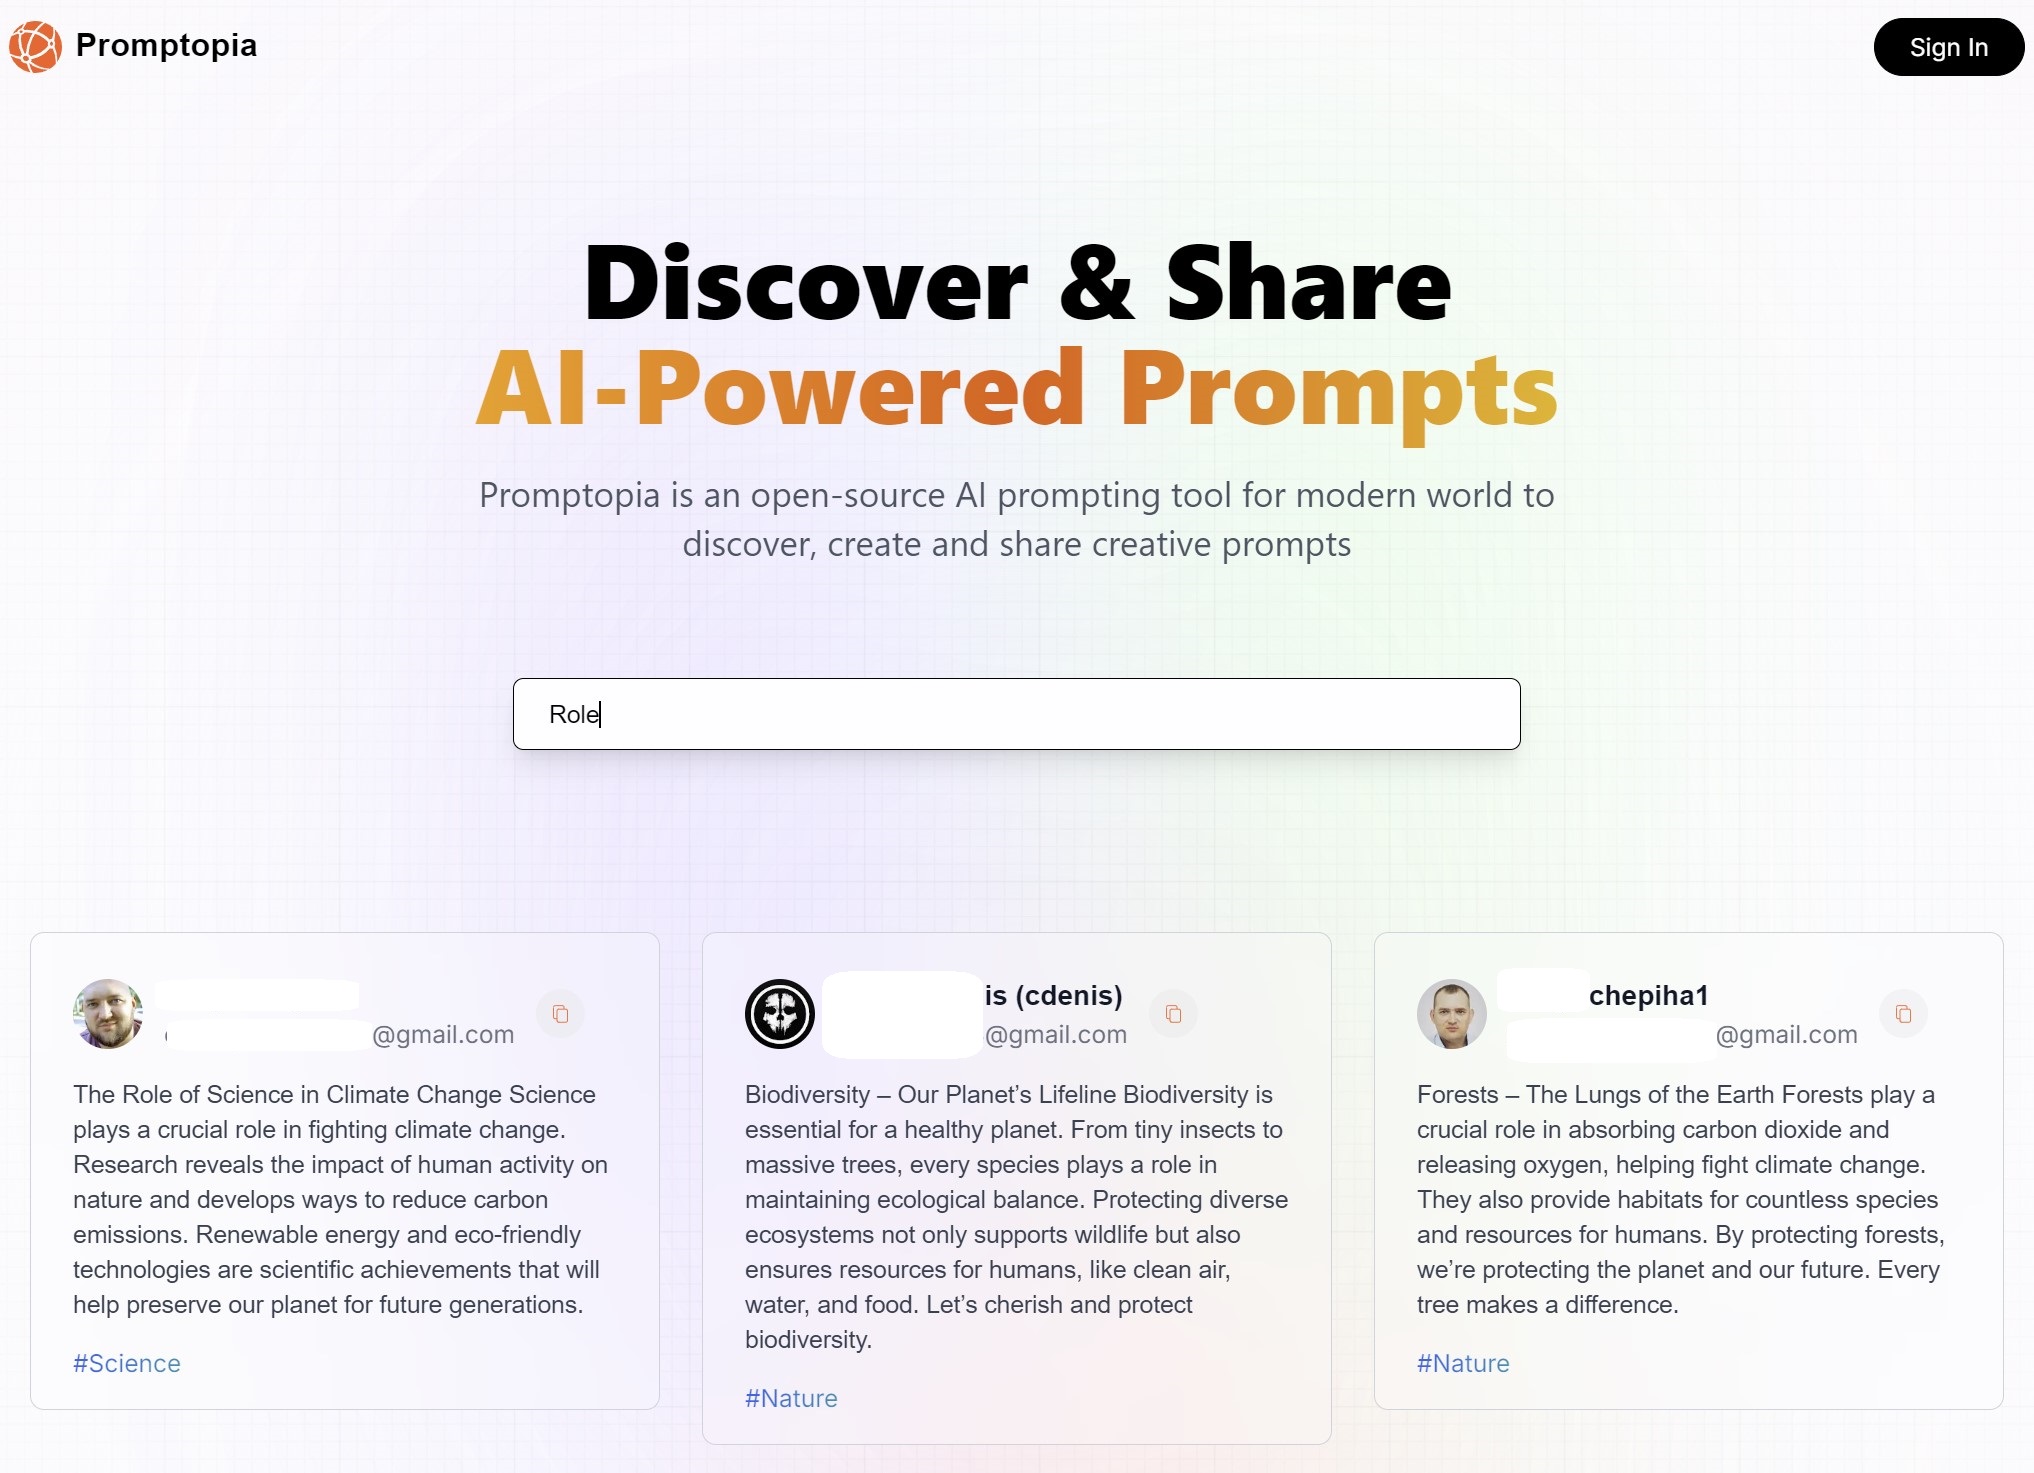 Promptopia
Sign In
Discover & Share
AI-Powered Prompts
Promptopia is an open-source AI prompting tool for modern world to
discover, create and share creative prompts
Role
@gmail.com
The Role of Science in Climate Change Science
plays a crucial role in fighting climate change.
Research reveals the impact of human activity on
nature and develops ways to reduce carbon
emissions. Renewable energy and eco-friendly
technologies are scientific achievements that will
help preserve our planet for future generations.
#Science
is (cdenis)
@gmail.com
Biodiversity – Our Planet’s Lifeline Biodiversity is
essential for a healthy planet. From tiny insects to
massive trees, every species plays a role in
maintaining ecological balance. Protecting diverse
ecosystems not only supports wildlife but also
ensures resources for humans, like clean air,
water, and food. Let’s cherish and protect
biodiversity.
#Nature
chepiha1
@gmail.com
Forests – The Lungs of the Earth Forests play a
crucial role in absorbing carbon dioxide and
releasing oxygen, helping fight climate change.
They also provide habitats for countless species
and resources for humans. By protecting forests,
we’re protecting the planet and our future. Every
tree makes a difference.
#Nature